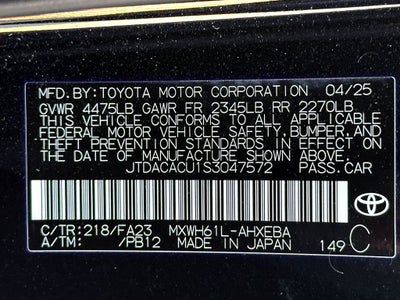 MFD.BY:TOYOTA MOTOR CORPORATION 04/25
GVWR 4475LB GAWR FR 2345LB RR 2270LB
THIS VEHICLE CONFORMS TO ALL APPLICABLE
FEDERAL MOTOR VEHICLE SAFETY,BUMPER,AND
THEFT PREVENTION STANDARDS IN EFFECT ON
THE DATE OF MANUFACTURE SHOWN ABOVE.
JTDACACU1S3047572 PASS.CAR
C/TR:218/FA23 MXWH61L-AHXEBA
A/TM: /PB12 MADE IN JAPAN 149 C
TOYOTA